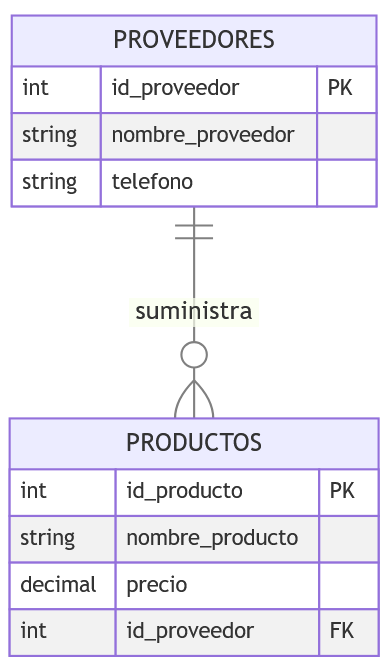 PROVEEDORES
int id_proveedor PK
string nombre_proveedor
string telefono
suministra
PRODUCTOS
int id_producto PK
string nombre_producto
decimal precio
int id_proveedor FK